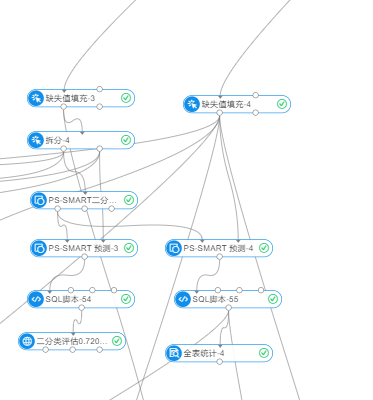 缺失值填充-3
缺失值填充-4
拆分-4
PS-SMART二分...
PS-SMART 预测-3
PS-SMART 预测-4
SQL脚本-54
SQL脚本-55
二分类评估0.720...
全表统计-4